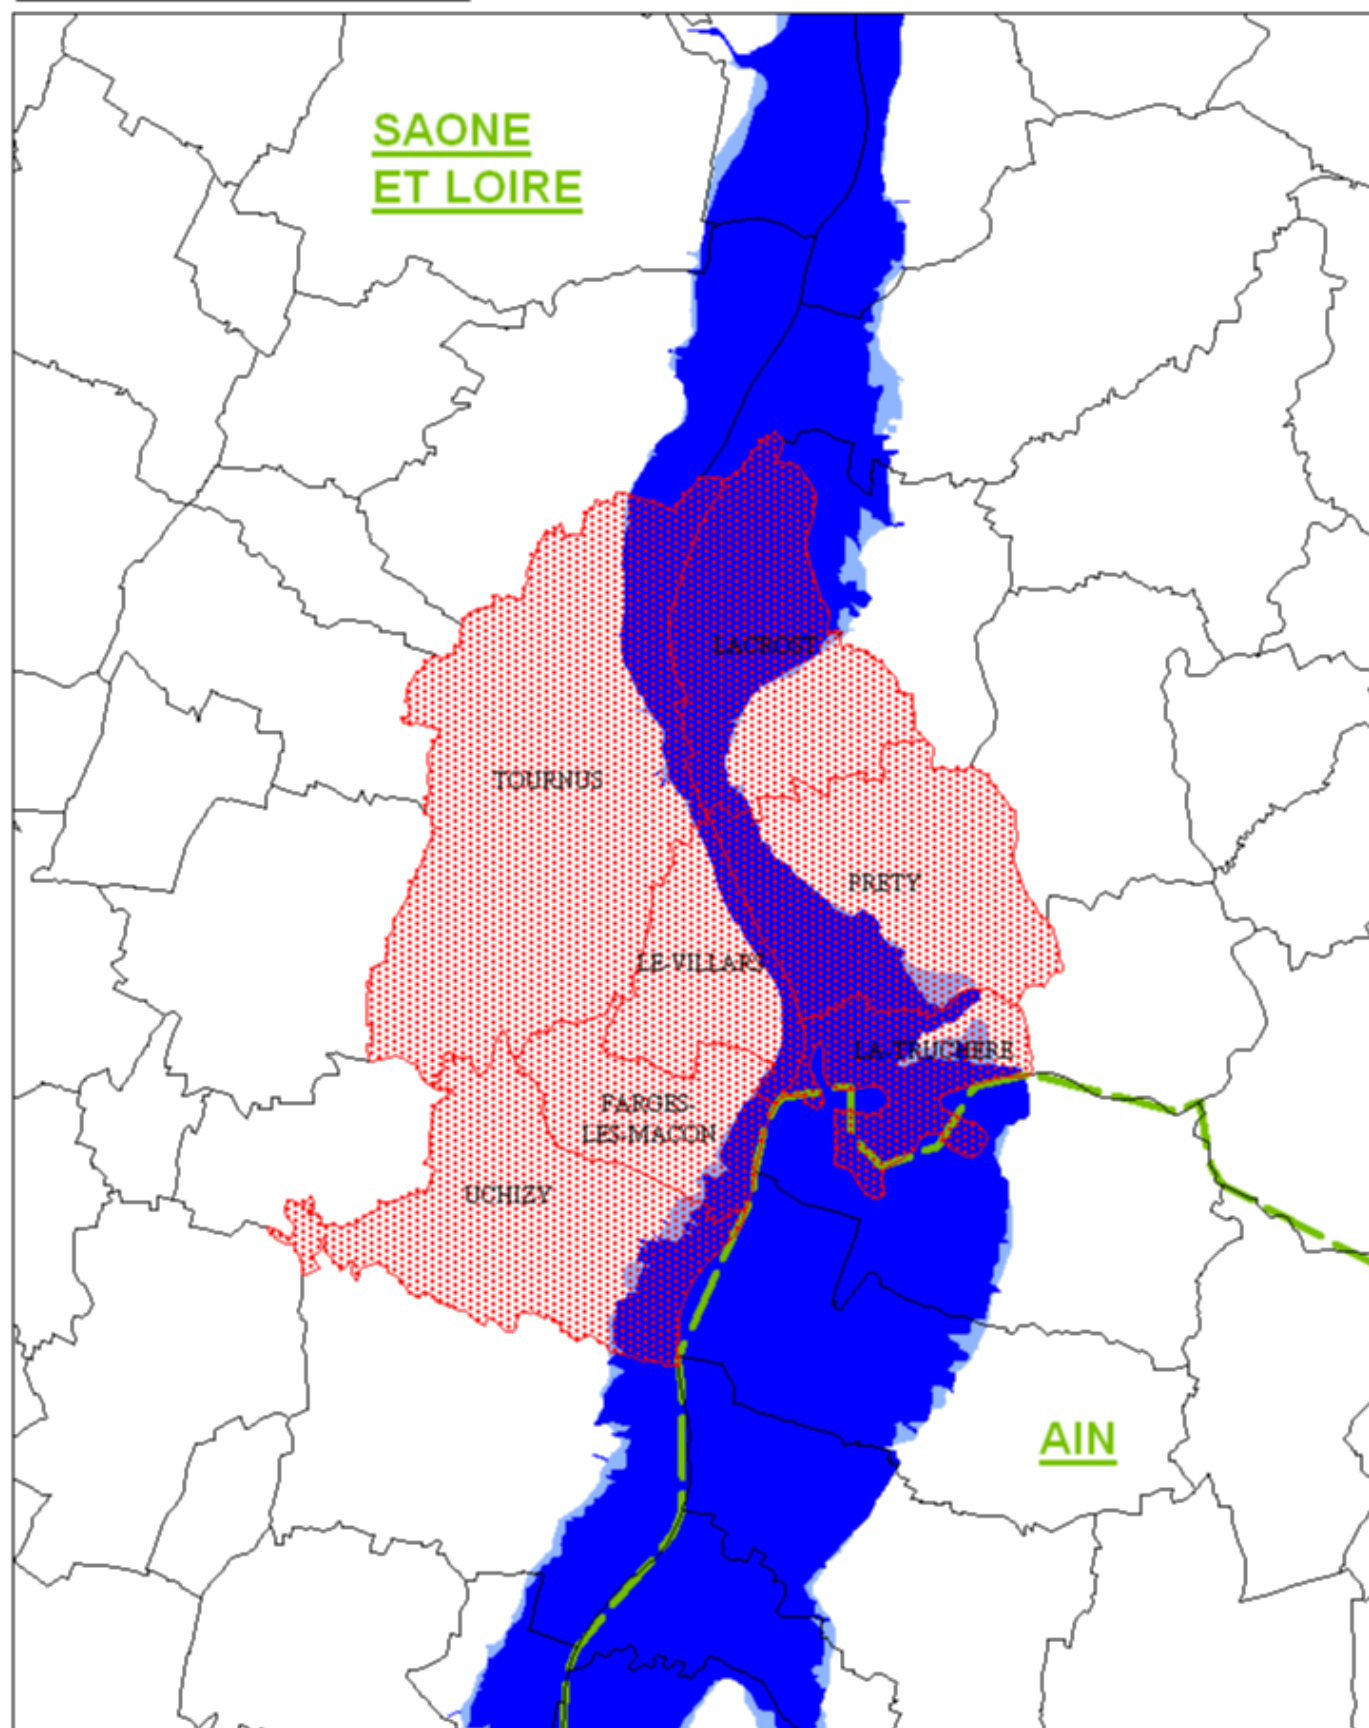 SAONE
ET LOIRE
LACROST
TOURNUS
PRETY
LE-VILLARS
LA-TRUCHERE
FARGES-
LES-MACON
UCHIZY
AIN